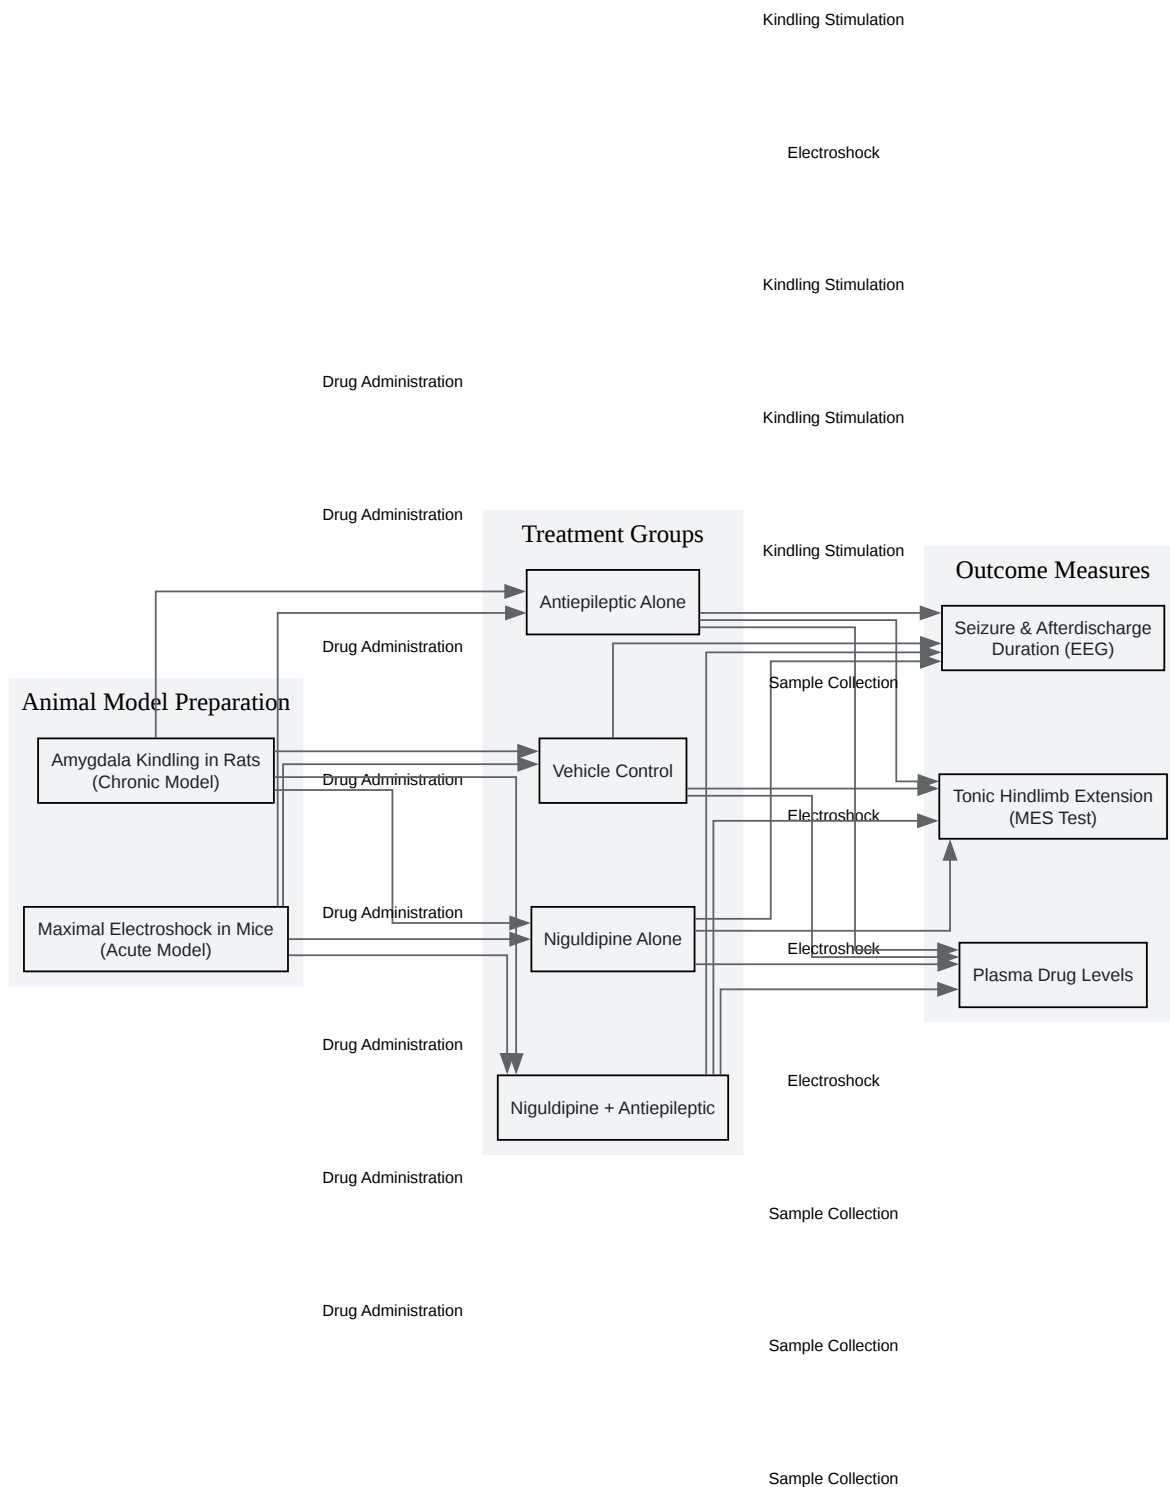 Kindling Stimulation
Electroshock
Kindling Stimulation
Drug Administration
Kindling Stimulation
Drug Administration
Treatment Groups
Kindling Stimulation
Outcome Measures
Antiepileptic Alone
Seizure & Afterdischarge
Duration (EEG)
Drug Administration
Sample Collection
Animal Model Preparation
Amygdala Kindling in Rats
(Chronic Model)
Drug Administration
Vehicle Control
Electroshock
Tonic Hindlimb Extension
(MES Test)
Drug Administration
Maximal Electroshock in Mice
(Acute Model)
Niguldipine Alone
Electroshock
Plasma Drug Levels
Drug Administration
Electroshock
Niguldipine + Antiepileptic
Drug Administration
Sample Collection
Drug Administration
Sample Collection
Sample Collection